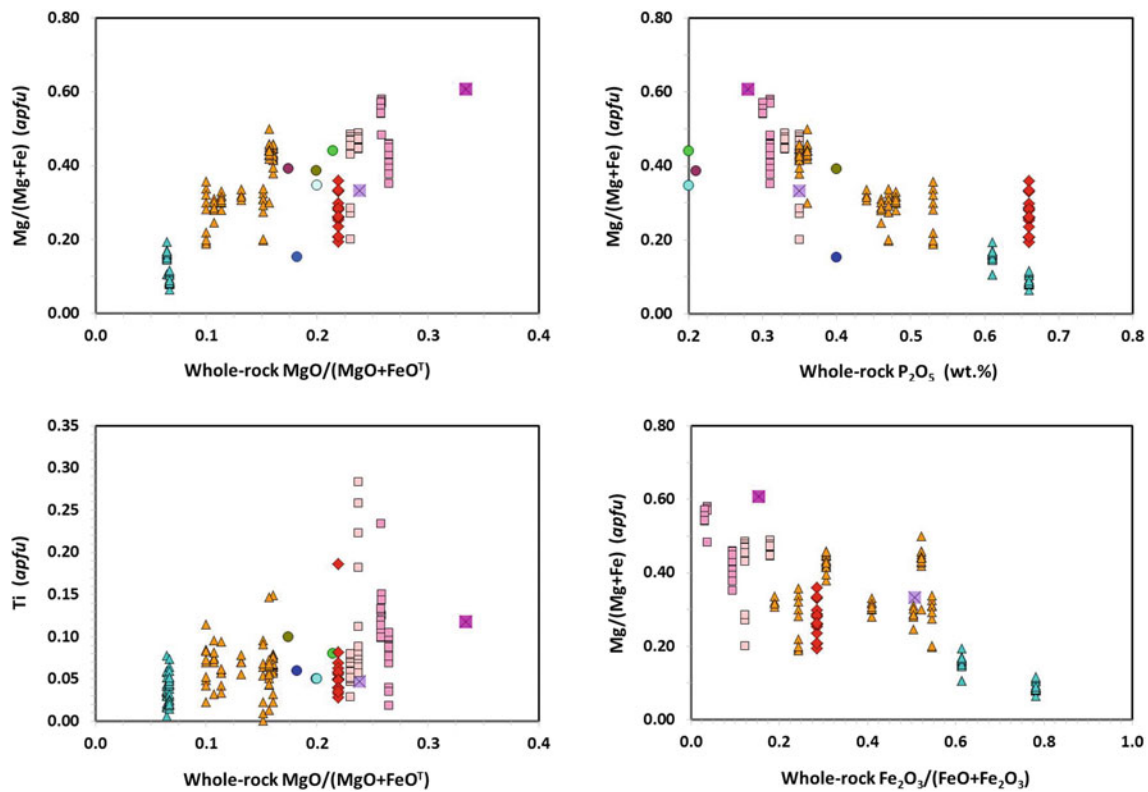 0.80
0.60
0.40
0.20
0.00
Mg/(Mg+Fe) (apfu)
0.0 0.1 0.2 0.3 0.4
Whole-rock MgO/(MgO+FeOᵀ)
0.80
0.60
0.40
0.20
0.00
Mg/(Mg+Fe) (apfu)
0.2 0.3 0.4 0.5 0.6 0.7 0.8
Whole-rock P₂O₅ (wt.%)
0.35
0.30
0.25
0.20
0.15
0.10
0.05
0.00
Ti (apfu)
0.0 0.1 0.2 0.3 0.4
Whole-rock MgO/(MgO+FeOᵀ)
0.80
0.60
0.40
0.20
0.00
Mg/(Mg+Fe) (apfu)
0.0 0.2 0.4 0.6 0.8 1.0
Whole-rock Fe₂O₃/(FeO+Fe₂O₃)